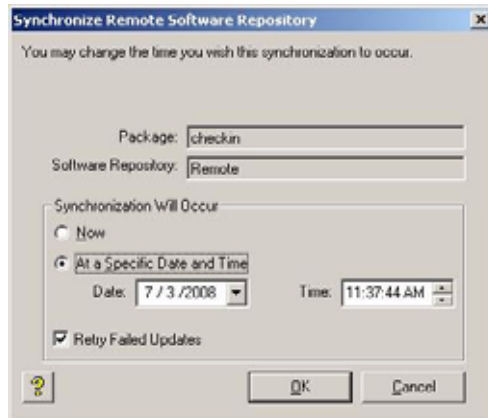 Synchronize Remote Software Repository
You may change the time you wish this synchronization to occur.
Package: checkin
Software Repository: Remote
Synchronization Will Occur
Now
At a Specific Date and Time
Date: 7 / 3 /2008 Time: 11:37:44 AM
Retry Failed Updates
? OK Cancel